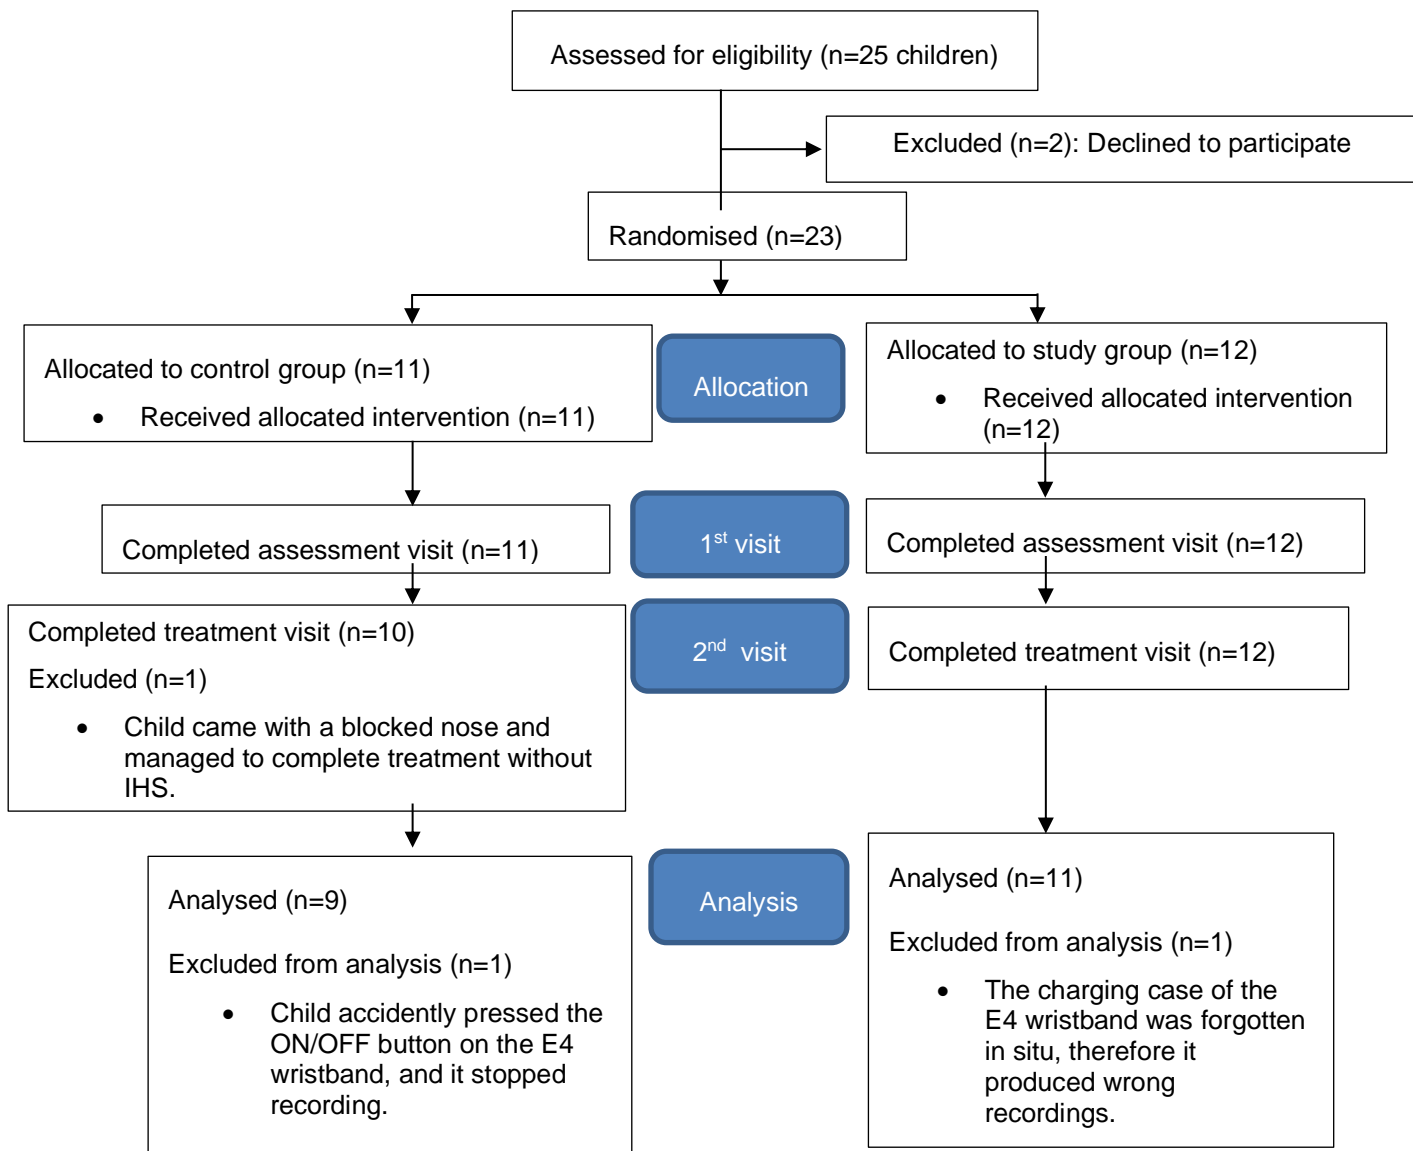 Assessed for eligibility (n=25 children)
Excluded (n=2): Declined to participate
Randomised (n=23)
Allocated to control group (n=11)
• Received allocated intervention (n=11)
Allocation
Allocated to study group (n=12)
• Received allocated intervention
(n=12)
Completed assessment visit (n=11)
1st visit
Completed assessment visit (n=12)
Completed treatment visit (n=10)
Excluded (n=1)
• Child came with a blocked nose and
managed to complete treatment without
IHS.
2nd visit
Completed treatment visit (n=12)
Analysed (n=9)
Excluded from analysis (n=1)
• Child accidently pressed the
ON/OFF button on the E4
wristband, and it stopped
recording.
Analysis
Analysed (n=11)
Excluded from analysis (n=1)
• The charging case of the
E4 wristband was forgotten
in situ, therefore it
produced wrong
recordings.